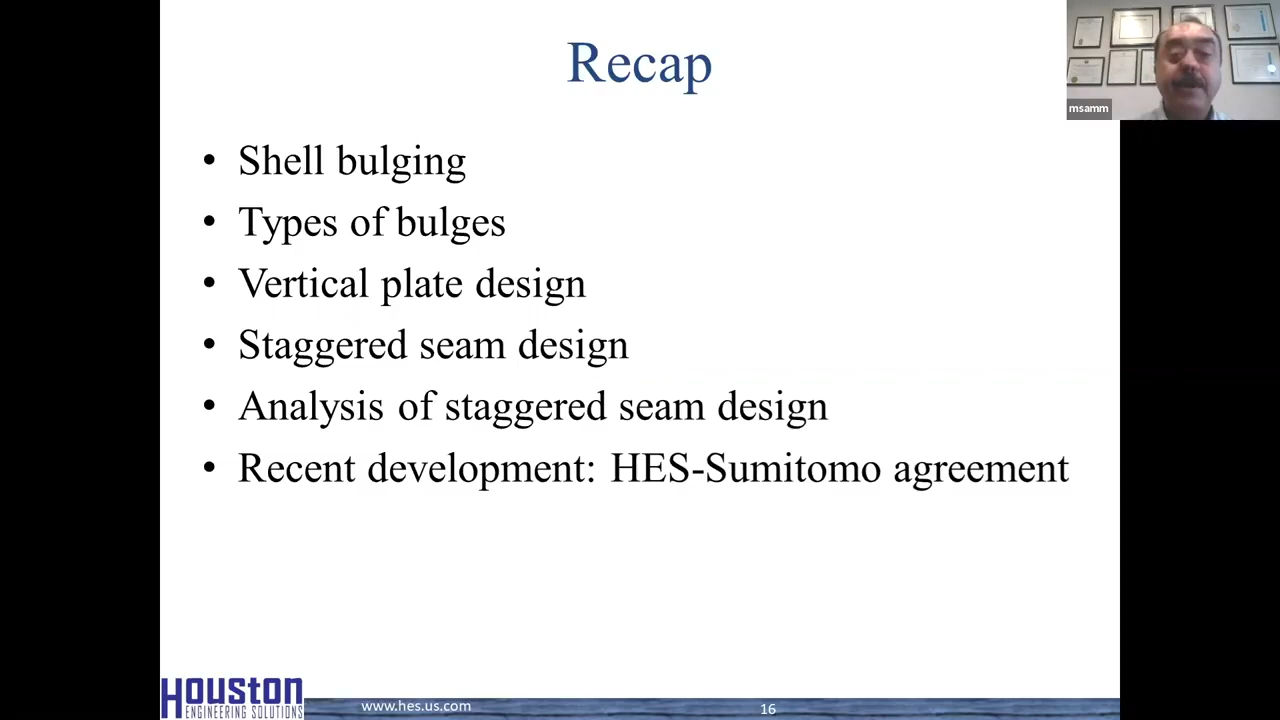 Recap
msamm
• Shell bulging
• Types of bulges
• Vertical plate design
• Staggered seam design
• Analysis of staggered seam design
• Recent development: HES-Sumitomo agreement
HOUSTON
ENGINEERING SOLUTIONS
www.hes.us.com
16